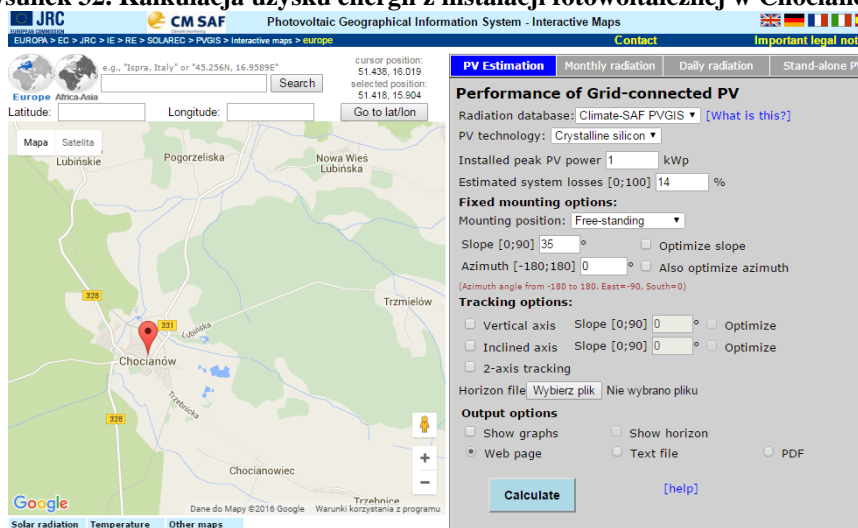 Rysunek 32. Kalkulacja uzysku energii z instalacji fotowoltaicznej w Chocianowie
JRC
EUROPEAN COMMISSION
CM SAF
Photovoltaic Geographical Information System - Interactive Maps
EUROPA > EC > JRC > IE > RE > SOLAREC > PVGIS > Interactive maps > europe
Contact
Important legal not
e.g., "Ispra, Italy" or "45.256N, 16.9589E"
Search
Europe
Africa-Asia
cursor position:
51.438, 16.019
selected position:
51.418, 15.904
Latitude:
Longitude:
Go to lat/lon
Mapa
Satelita
Lubińskie
Pogorzeliska
Nowa Wieś
Lubińska
328
331
Lubińska
Trzmielów
Chocianów
Trzebnicka
328
Chocianowiec
Trzebnice
Google
Dane do Mapy ©2016 Google
Warunki korzystania z programu
Solar radiation
Temperature
Other maps
PV Estimation
Monthly radiation
Daily radiation
Stand-alone P
Performance of Grid-connected PV
Radiation database: Climate-SAF PVGIS [What is this?]
PV technology: Crystalline silicon
Installed peak PV power 1 kWp
Estimated system losses [0;100] 14 %
Fixed mounting options:
Mounting position: Free-standing
Slope [0;90] 35 ° Optimize slope
Azimuth [-180;180] 0 ° Also optimize azimuth
(Azimuth angle from -180 to 180. East=-90, South=0)
Tracking options:
Vertical axis Slope [0;90] 0 ° Optimize
Inclined axis Slope [0;90] 0 ° Optimize
2-axis tracking
Horizon file Wybierz plik Nie wybrano pliku
Output options
Show graphs Show horizon
Web page Text file PDF
Calculate
[help]